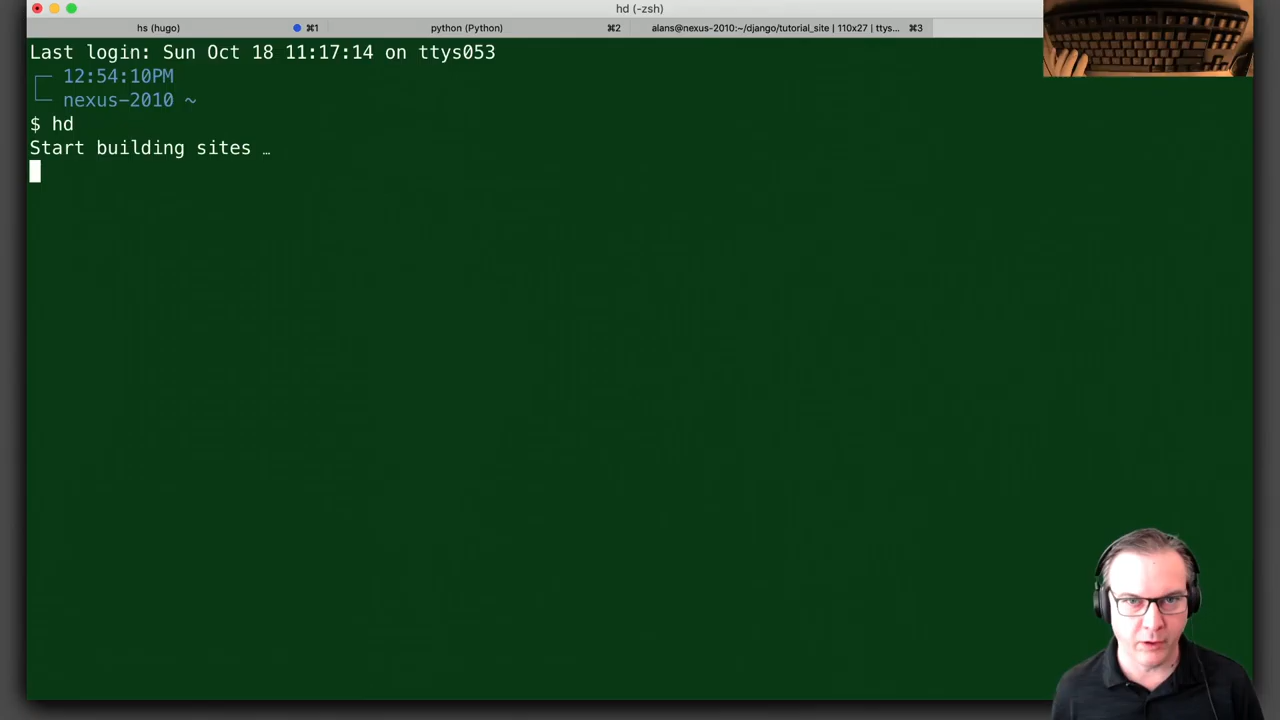 hd (-zsh)
hs (hugo) ⌘1
python (Python) ⌘2
alans@nexus-2010:~/django/tutorial_site | 110x27 | ttys... ⌘3
Last login: Sun Oct 18 11:17:14 on ttys053
12:54:10PM
nexus-2010 ~
$ hd
Start building sites …